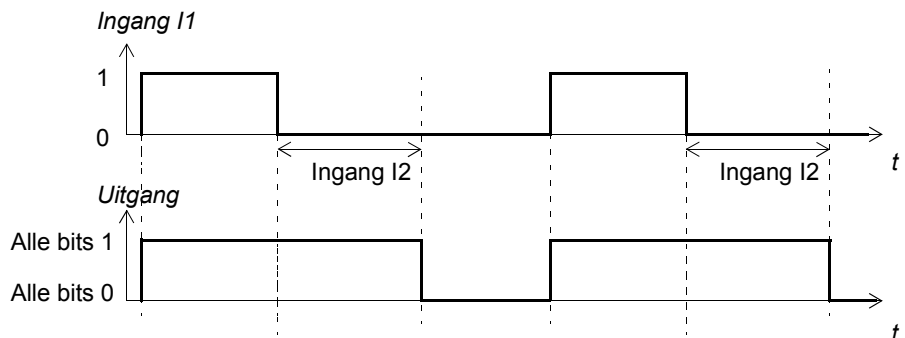 Ingang I1
1
0
t
Ingang I2
Ingang I2
Uitgang
Alle bits 1
Alle bits 0
t